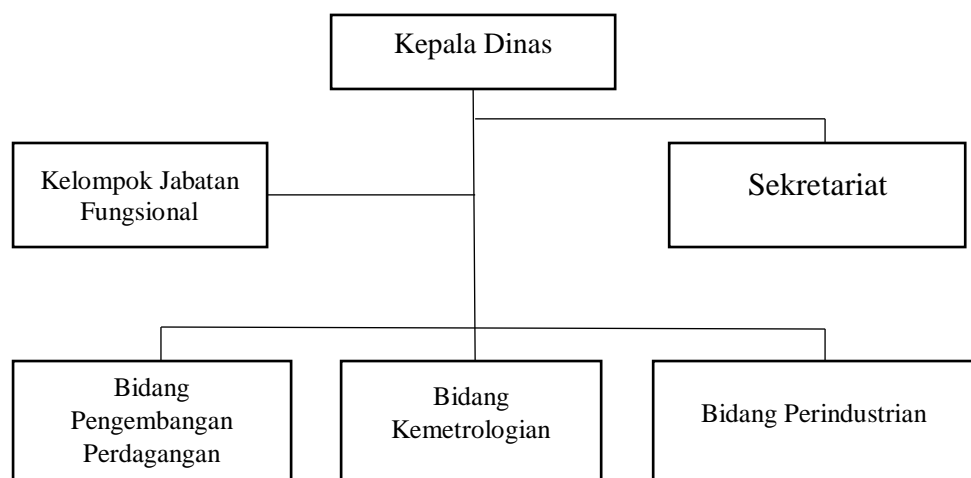 Kepala Dinas
Kelompok Jabatan
Fungsional
Sekretariat
Bidang
Pengembangan
Perdagangan
Bidang
Kemetrologian
Bidang Perindustrian